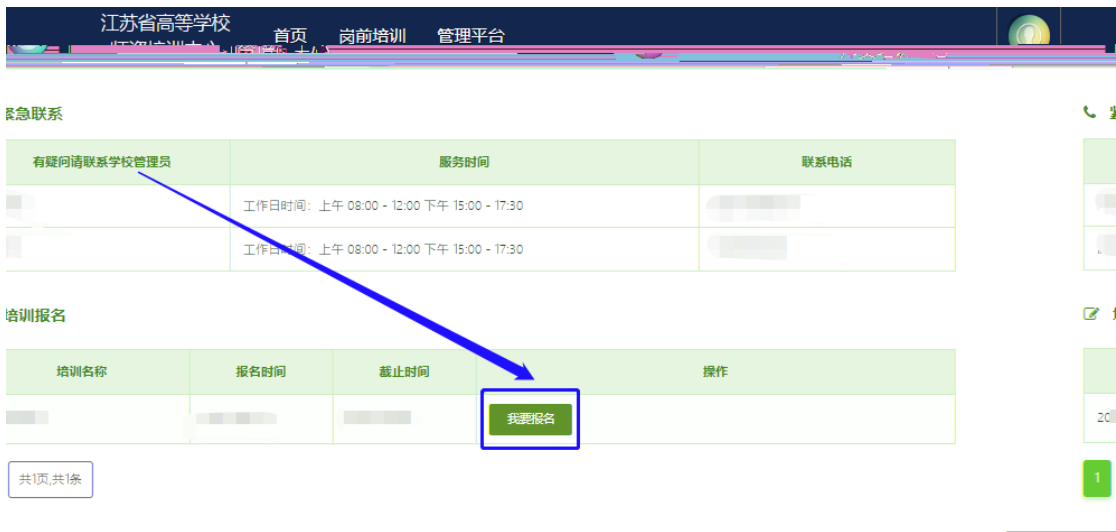 江苏省高等学校
首页 岗前培训 管理平台
紧急联系
有疑问请联系学校管理员 服务时间 联系电话
工作日时间：上午 08:00 - 12:00 下午 15:00 - 17:30
工作日时间：上午 08:00 - 12:00 下午 15:00 - 17:30
培训报名
培训名称 报名时间 截止时间 操作
我要报名
20
共1页,共1条
1